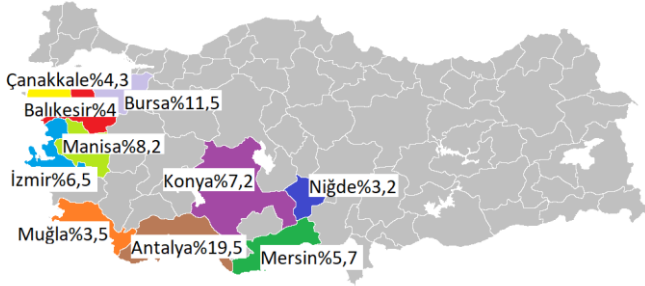 Çanakkale%4,3
Bursa%11,5
Balıkesir%4
Manisa%8,2
İzmir%6,5
Konya%7,2
Niğde%3,2
Muğla%3,5
Antalya%19,5
Mersin%5,7